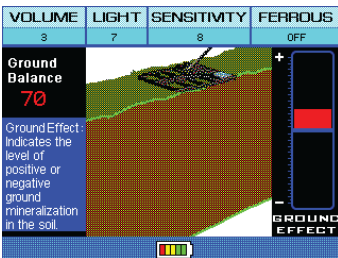 VOLUME LIGHT SENSITIVITY FERROUS
3 7 8 OFF
Ground
Balance
70
Ground Effect:
Indicates the
level of
positive or
negative
ground
mineralization
in the soil.
+
-
GROUND
EFFECT